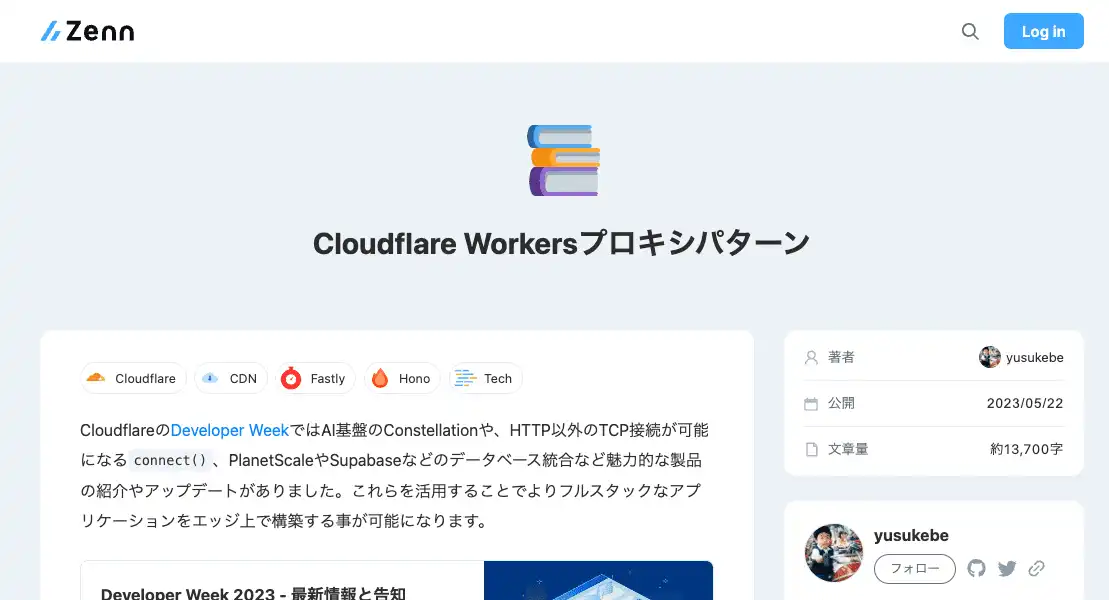 Zenn
Log in
Cloudflare Workersプロキシパターン
Cloudflare
CDN
Fastly
Hono
Tech
CloudflareのDeveloper WeekではAI基盤のConstellationや、HTTP以外のTCP接続が可能
になる connect() 、PlanetScaleやSupabaseなどのデータベース統合など魅力的な製品
の紹介やアップデートがありました。これらを活用することでよりフルスタックなアプ
リケーションをエッジ上で構築する事が可能になります。
Developer Week 2023 - 最新情報と告知
著者 yusukebe
公開 2023/05/22
文章量 約13,700字
yusukebe
フォロー